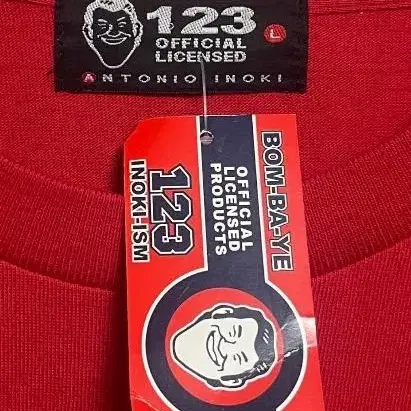 123
OFFICIAL
LICENSED
L
ANTONIO INOKI
BOM-BA-YE
OFFICIAL
LICENSED
PRODUCTS
123
INOKI-ISM